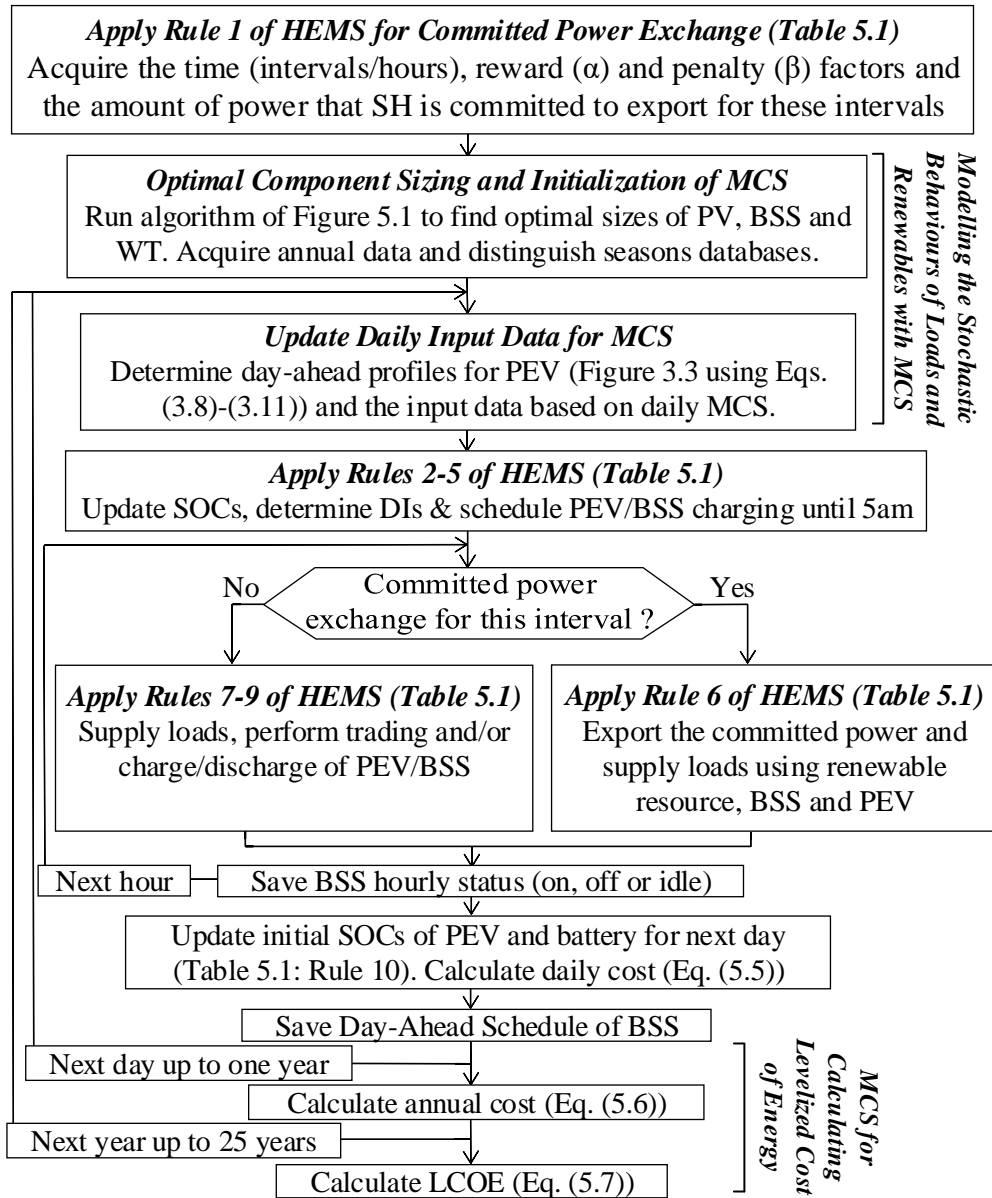 Apply Rule 1 of HEMS for Committed Power Exchange (Table 5.1)
Acquire the time (intervals/hours), reward (α) and penalty (β) factors and
the amount of power that SH is committed to export for these intervals
Optimal Component Sizing and Initialization of MCS
Run algorithm of Figure 5.1 to find optimal sizes of PV, BSS and
WT. Acquire annual data and distinguish seasons databases.
Modelling the Stochastic
Behaviours of Loads and
Renewables with MCS
Update Daily Input Data for MCS
Determine day-ahead profiles for PEV (Figure 3.3 using Eqs.
(3.8)-(3.11)) and the input data based on daily MCS.
Apply Rules 2-5 of HEMS (Table 5.1)
Update SOCs, determine DIs & schedule PEV/BSS charging until 5am
No
Committed power
exchange for this interval ?
Yes
Apply Rules 7-9 of HEMS (Table 5.1)
Supply loads, perform trading and/or
charge/discharge of PEV/BSS
Apply Rule 6 of HEMS (Table 5.1)
Export the committed power and
supply loads using renewable
resource, BSS and PEV
Next hour
Save BSS hourly status (on, off or idle)
Update initial SOCs of PEV and battery for next day
(Table 5.1: Rule 10). Calculate daily cost (Eq. (5.5))
Save Day-Ahead Schedule of BSS
Next day up to one year
Calculate annual cost (Eq. (5.6))
Next year up to 25 years
Calculate LCOE (Eq. (5.7))
MCS for
Calculating
Levelized Cost
of Energy